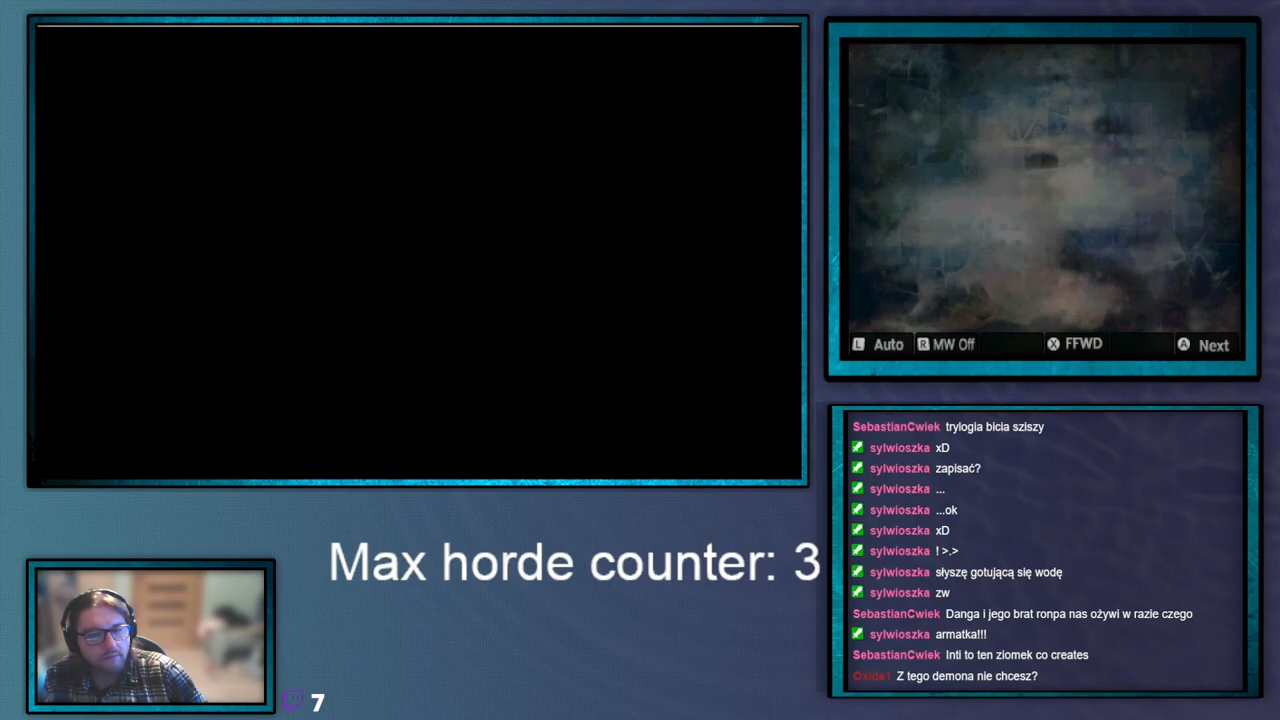 L Auto
R MW Off
X FFWD
A Next
SebastianCwiek trylogia bicia sziszy
sylwioszka xD
sylwioszka zapisać?
sylwioszka ...
sylwioszka ...ok
sylwioszka xD
sylwioszka ! >.>
sylwioszka słyszę gotującą się wodę
sylwioszka zw
SebastianCwiek Danga i jego brat ronpa nas ożywi w razie czego
sylwioszka armatka!!!
SebastianCwiek Inti to ten ziomek co creates
Oxide1 Z tego demona nie chcesz?
Max horde counter: 3
7